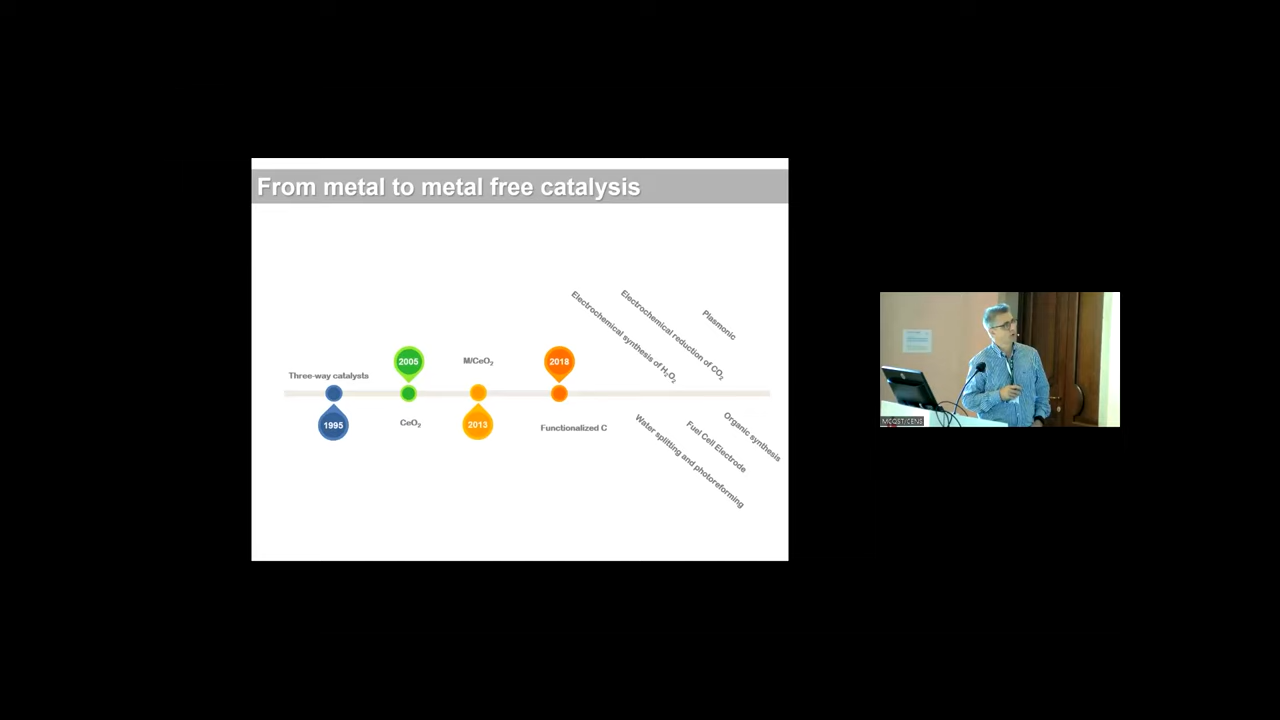 From metal to metal free catalysis
Three-way catalysts
1995
2005
CeO₂
M/CeO₂
2013
2018
Functionalized C
Electrochemical synthesis of H₂O₂
Electrochemical reduction of CO₂
Plasmonic
Water splitting and photoreforming
Fuel Cell Electrode
Organic synthesis